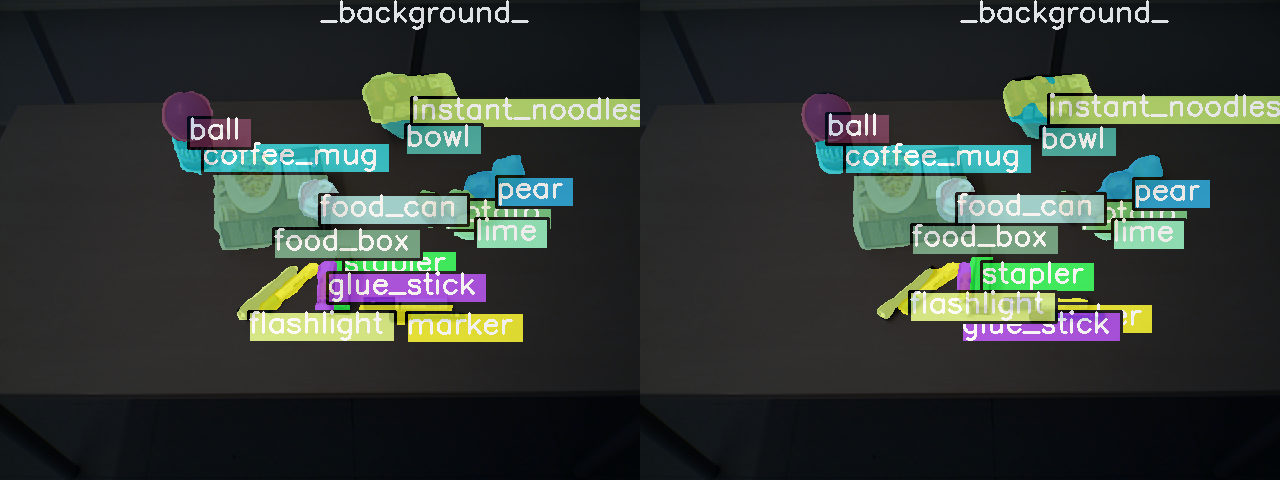 _background_
instant_noodles
ball
bowl
coffee_mug
pear
food_can
lime
food_box
stapler
glue_stick
flashlight
marker
_background_
instant_noodles
ball
bowl
coffee_mug
pear
food_can
lime
food_box
stapler
flashlight
glue_stick